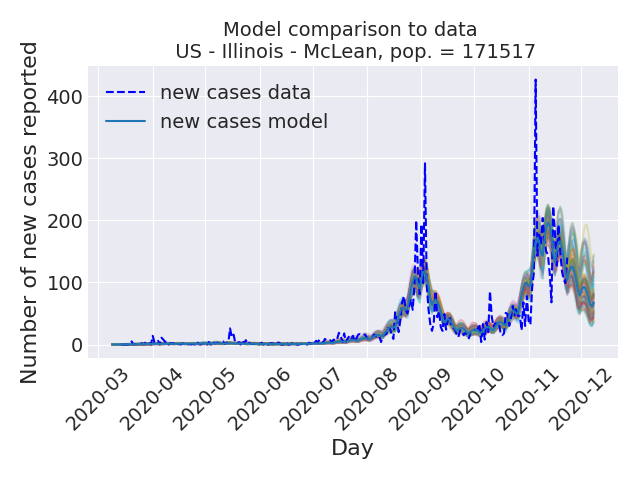 Model comparison to data
US - Illinois - McLean, pop. = 171517
new cases data
new cases model
Number of new cases reported
400
300
200
100
0
2020-03
2020-04
2020-05
2020-06
2020-07
2020-08
2020-09
2020-10
2020-11
2020-12
Day